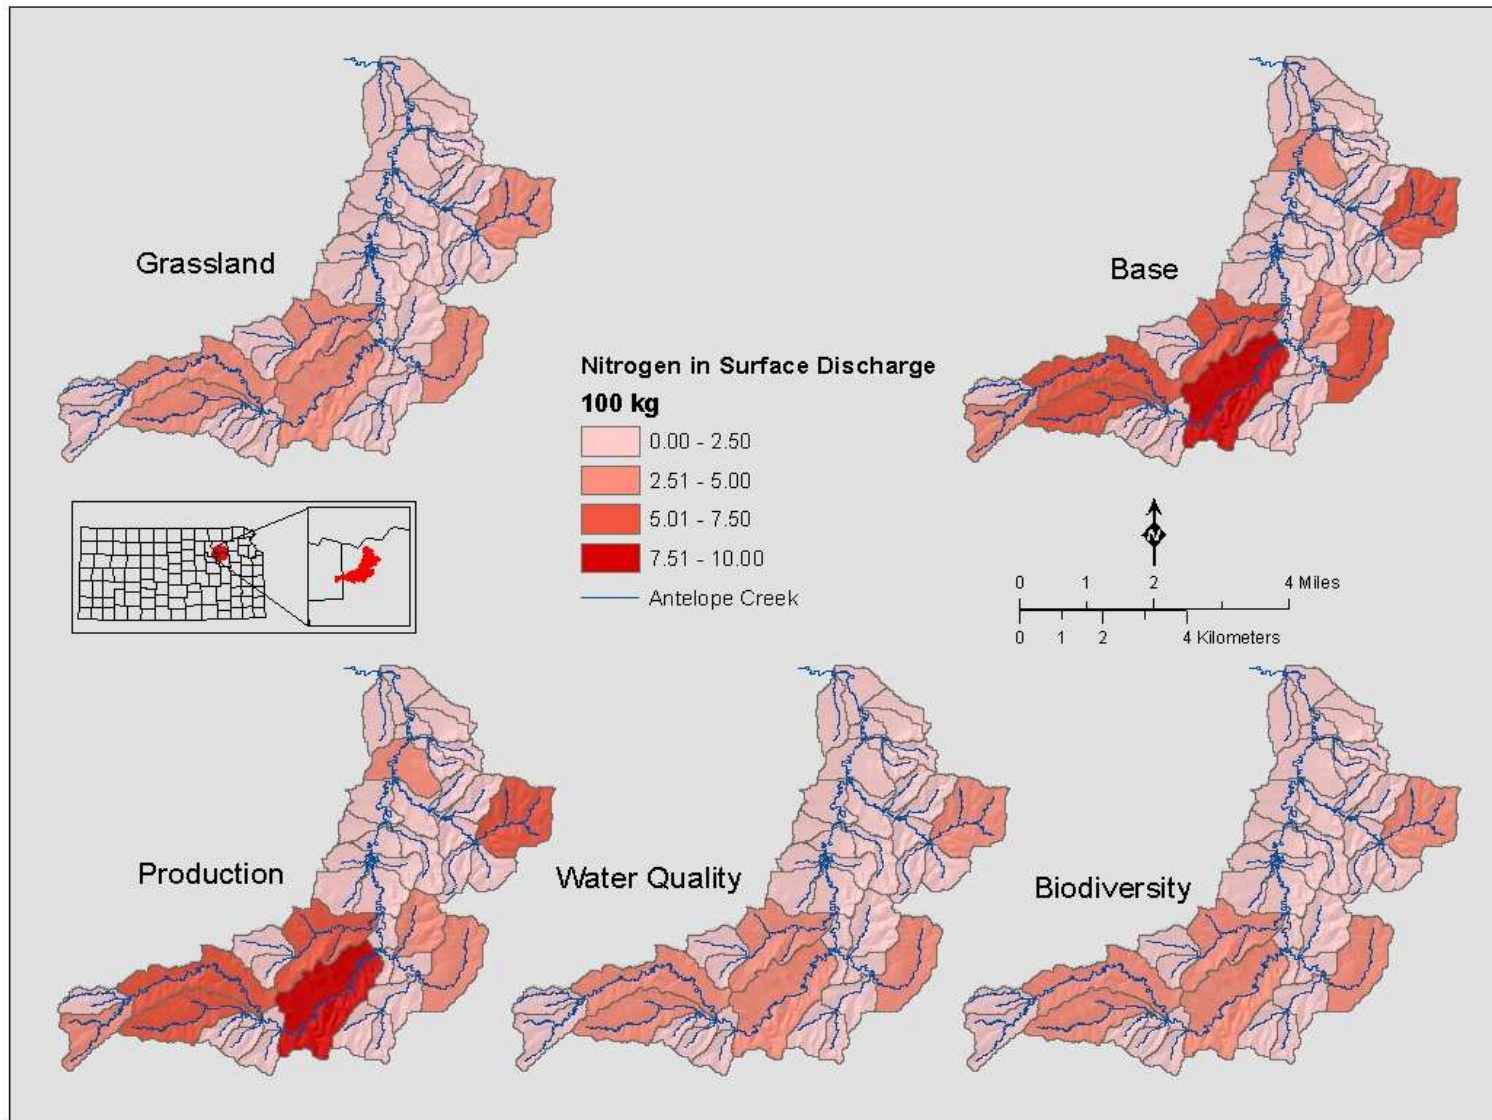 Grassland
Base
Nitrogen in Surface Discharge
100 kg
0.00 - 2.50
2.51 - 5.00
5.01 - 7.50
7.51 - 10.00
Antelope Creek
N
0 1 2 4 Miles
0 1 2 4 Kilometers
Production
Water Quality
Biodiversity